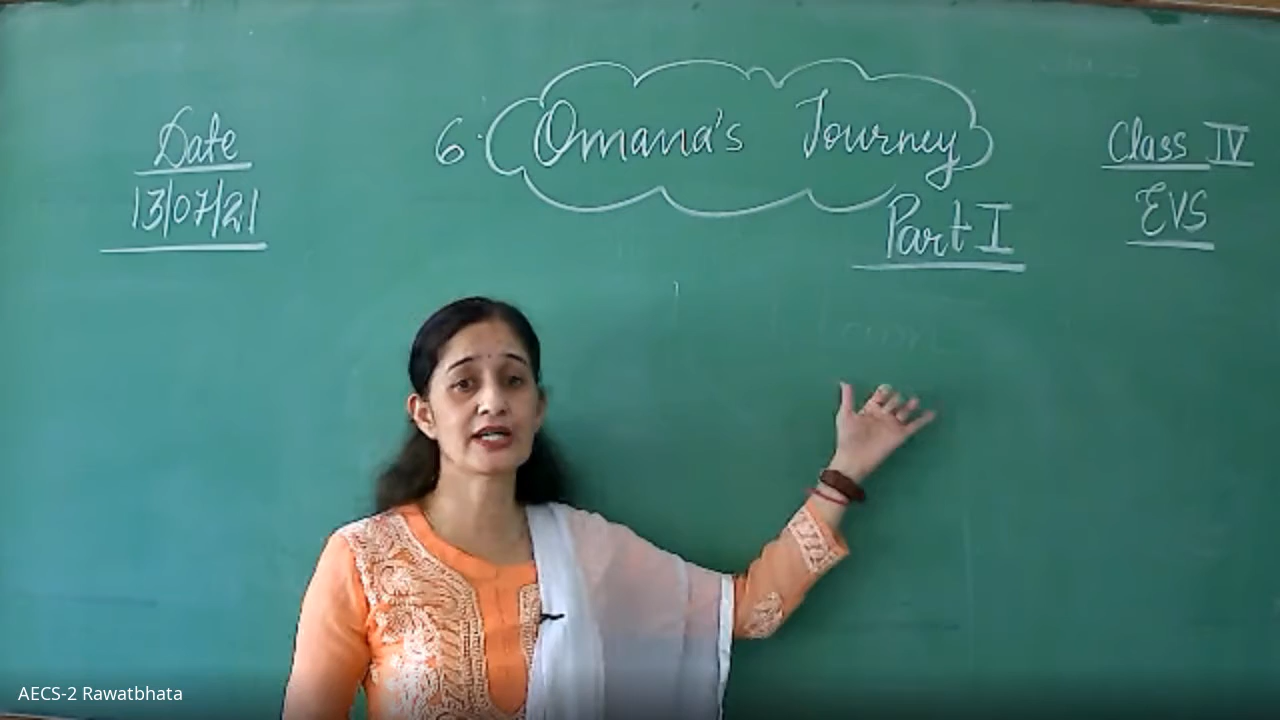 Date
13/07/21
6. Omana's Journey
Part I
Class IV
EVS
AECS-2 Rawatbhata